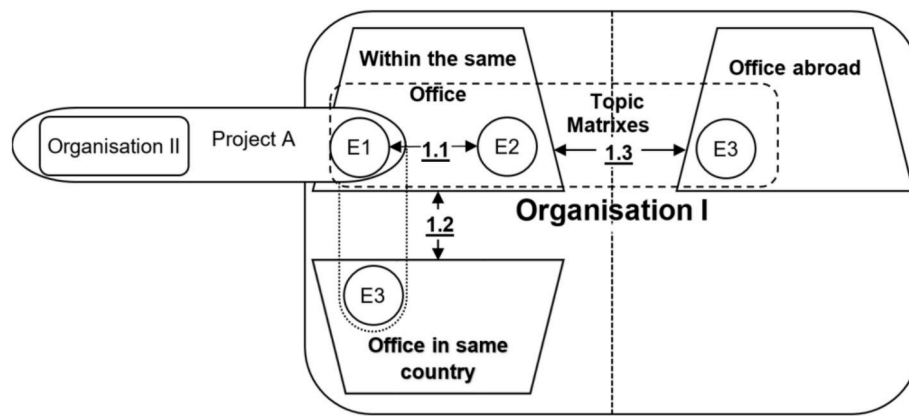 Within the same
Office
Office abroad
Topic
Matrixes
Organisation II
Project A
E1
1.1
E2
1.3
E3
Organisation I
1.2
E3
Office in same
country